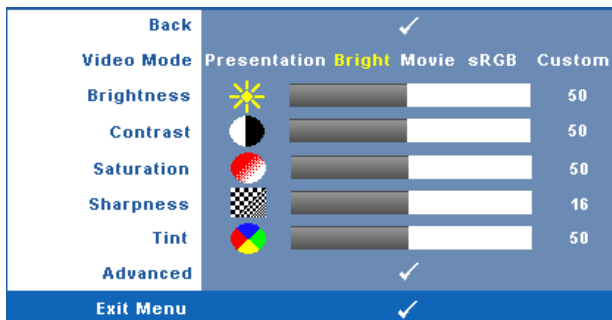 Back
Video Mode Presentation Bright Movie sRGB Custom
Brightness 50
Contrast 50
Saturation 50
Sharpness 16
Tint 50
Advanced
Exit Menu